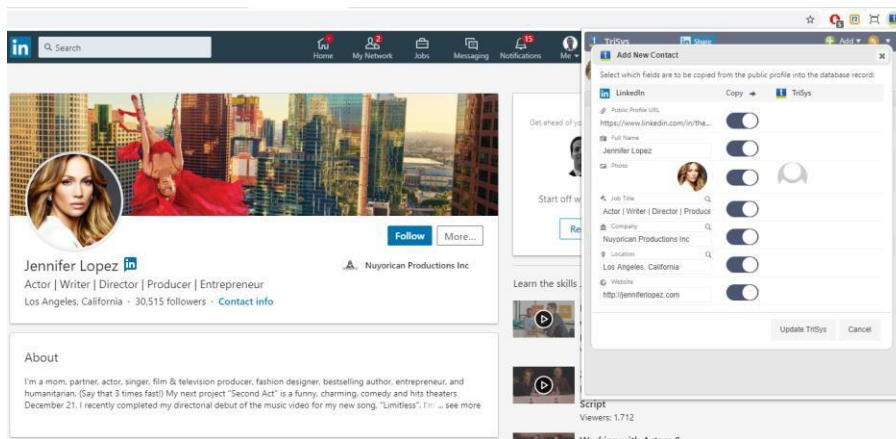 in
Search
Home
My Network
Jobs
Messaging
Notifications
Me
2
15
Get ahead of yo
Start off w
Re
Follow
More...
Jennifer Lopez in
Nuyorican Productions Inc
Actor | Writer | Director | Producer | Entrepreneur
Los Angeles, California · 30,515 followers · Contact info
About
I'm a mom, partner, actor, singer, film & television producer, fashion designer, bestselling author, entrepreneur, and
humanitarian. (Say that 3 times fast!) My next project "Second Act" is a funny, charming, comedy and hits theaters
December 21. I recently completed my directorial debut of the music video for my new song, "Limitless". I'm ... see more
Learn the skills
Script
Viewers: 1,712
TriSys
in Share
Add
Add New Contact
Select which fields are to be copied from the public profile into the database record:
in LinkedIn Copy TriSys
Public Profile URL
https://www.linkedin.com/in/the...
Full Name
Jennifer Lopez
Photo
Job Title
Actor | Writer | Director | Produce
Company
Nuyorican Productions Inc
Location
Los Angeles, California
Website
http://jenniferlopez.com
Update TriSys
Cancel